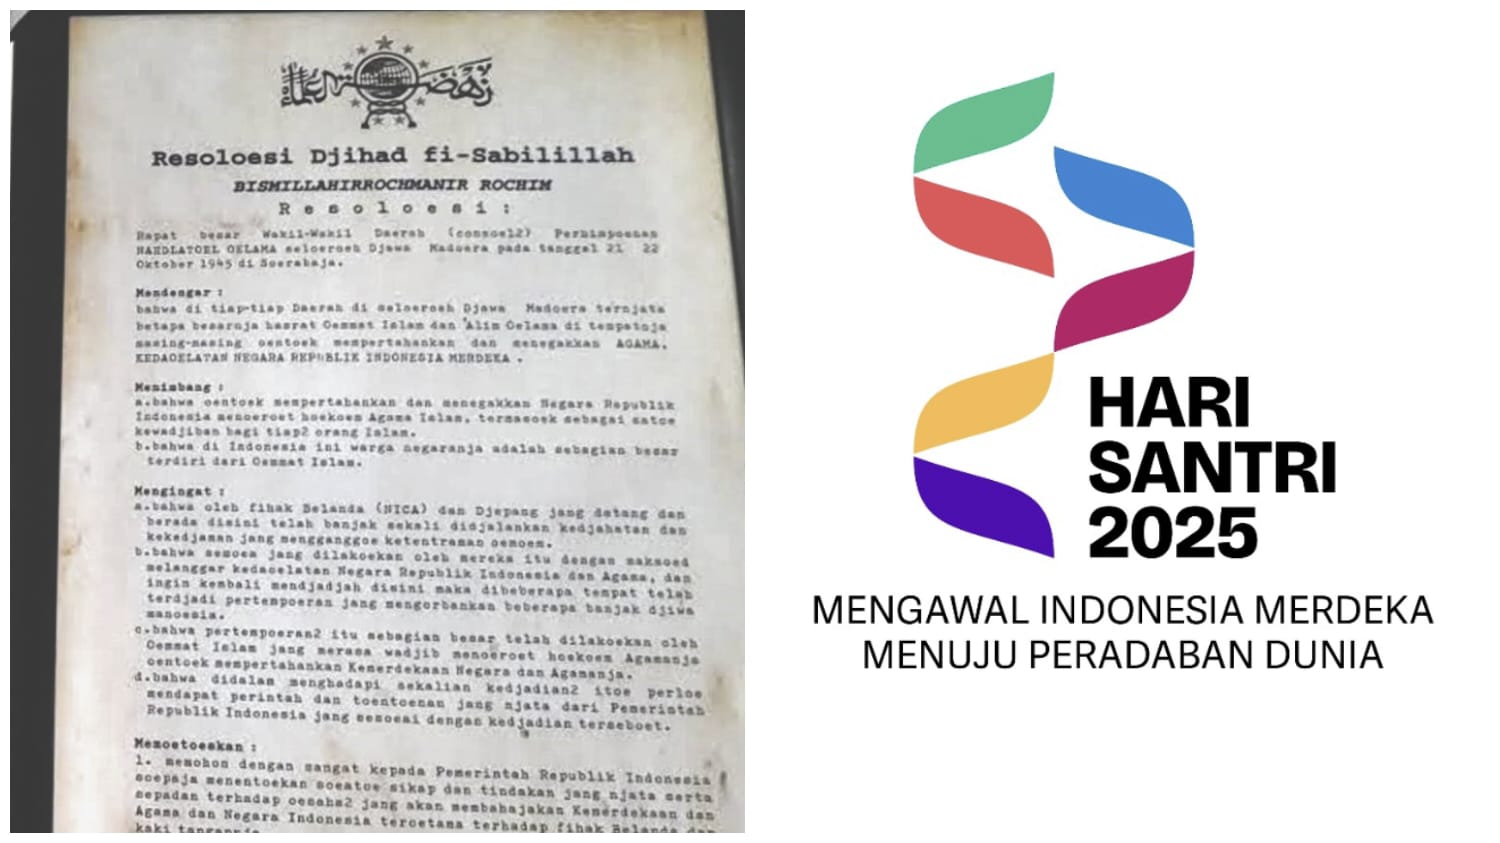 نهضة العلماء
Resoloesi Djihad fi-Sabilillah
BISMILLAHIRROCHMANIR ROCHIM
Resoloesi :
Rapat besar Wakil-Wakil Daerah (consoel2) Perhimpoenan
NAHDLATOEL OELAMA seloeroeh Djawa Madoera pada tanggal 21 22
Oktober 1945 di Soerabaja.
Mendengar :
bahwa di tiap-tiap Daerah di seloeroeh Djawa Madoera ternjata
betapa besarnja hasrat Oemmat Islam dan 'Alim Oelama di tempatnja
masing-masing oentoek mempertahankan dan menegakkan AGAMA,
KEDAOELATAN NEGARA REPUBLIK INDONESIA MERDEKA .
Menimbang :
a.bahwa oentoek mempertahankan dan menegakkan Negara Republik
Indonesia menoeroet hoekoem Agama Islam, termasoek sebagai satoe
kewadjiban bagi tiap2 orang Islam.
b.bahwa di Indonesia ini warga negaranja adalah sebagian besar
terdiri dari Oemmat Islam.
Mengingat :
a.bahwa oleh fihak Belanda (NICA) dan Djepang jang datang dan
berada disini telah banjak sekali didjalankan kedjahatan dan
kekedjaman jang mengganggoe ketentraman oemoem.
b.bahwa semoea jang dilakoekan oleh mereka itu dengan maksoed
melanggar kedaoelatan Negara Republik Indonesia dan Agama, dan
ingin kembali mendjadjah disini maka dibeberapa tempat telah
terdjadi pertempoeran jang mengorbankan beberapa banjak djiwa
manoesia.
c.bahwa pertempoeran2 itu sebagian besar telah dilakoekan oleh
Oemmat Islam jang merasa wadjib menoeroet hoekoem Agamanja
oentoek mempertahankan Kemerdekaan Negara dan Agamanja.
d.bahwa didalam menghadapi sekalian kedjadian2 itoe perloe
mendapat perintah dan toentoenan jang njata dari Pemerintah
Republik Indonesia jang sesoeai dengan kedjadian terseboet.
Memoetoeskan :
1. memohon dengan sangat kepada Pemerintah Republik Indonesia
soepaja menentoekan soeatoe sikap dan tindakan jang njata serta
sepadan terhadap oesaha2 jang akan membahajakan Kemerdekaan dan
Agama dan Negara Indonesia teroetama terhadap fihak Belanda dan
kaki tangannja
HARI
SANTRI
2025
MENGAWAL INDONESIA MERDEKA
MENUJU PERADABAN DUNIA